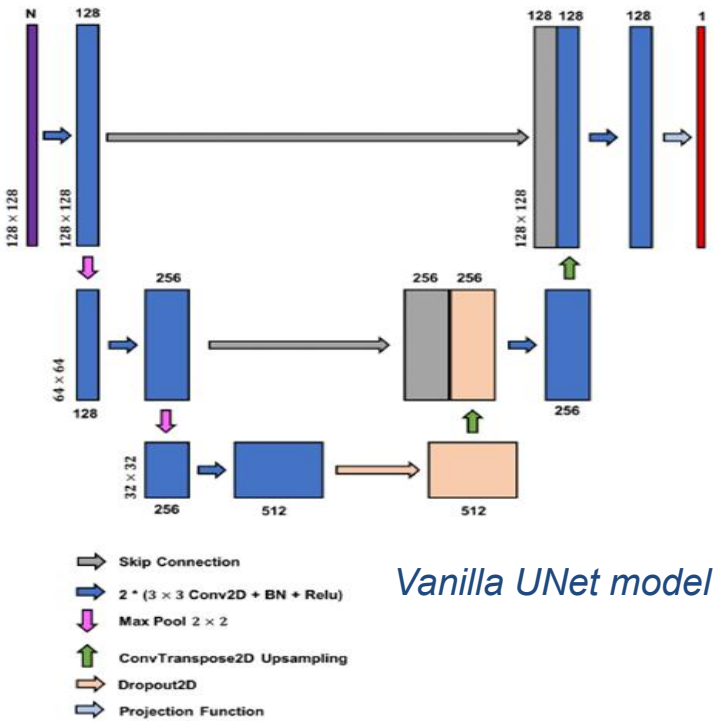 N
128
128 128
128
1
128 × 128
128 × 128
128 × 128
256
256 256
64 × 64
128
256
32 × 32
256
512
512
Skip Connection
2 * (3 × 3 Conv2D + BN + Relu)
Vanilla UNet model
Max Pool 2 × 2
ConvTranspose2D Upsampling
Dropout2D
Projection Function